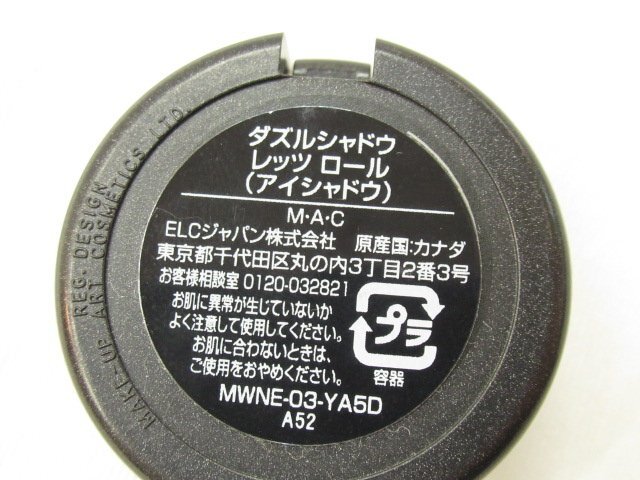 ダズルシャドウ
レッツ ロール
(アイシャドウ)
M·A·C
ELCジャパン株式会社 原産国:カナダ
東京都千代田区丸の内3丁目2番3号
お客様相談室 0120-032821
お肌に異常が生じていないか
よく注意して使用してください。
お肌に合わないときは、
ご使用をおやめください。
プラ
容器
MWNE-03-YA5D
A52
REG. DESIGN
MAKE-UP ART COSMETICS LTD.